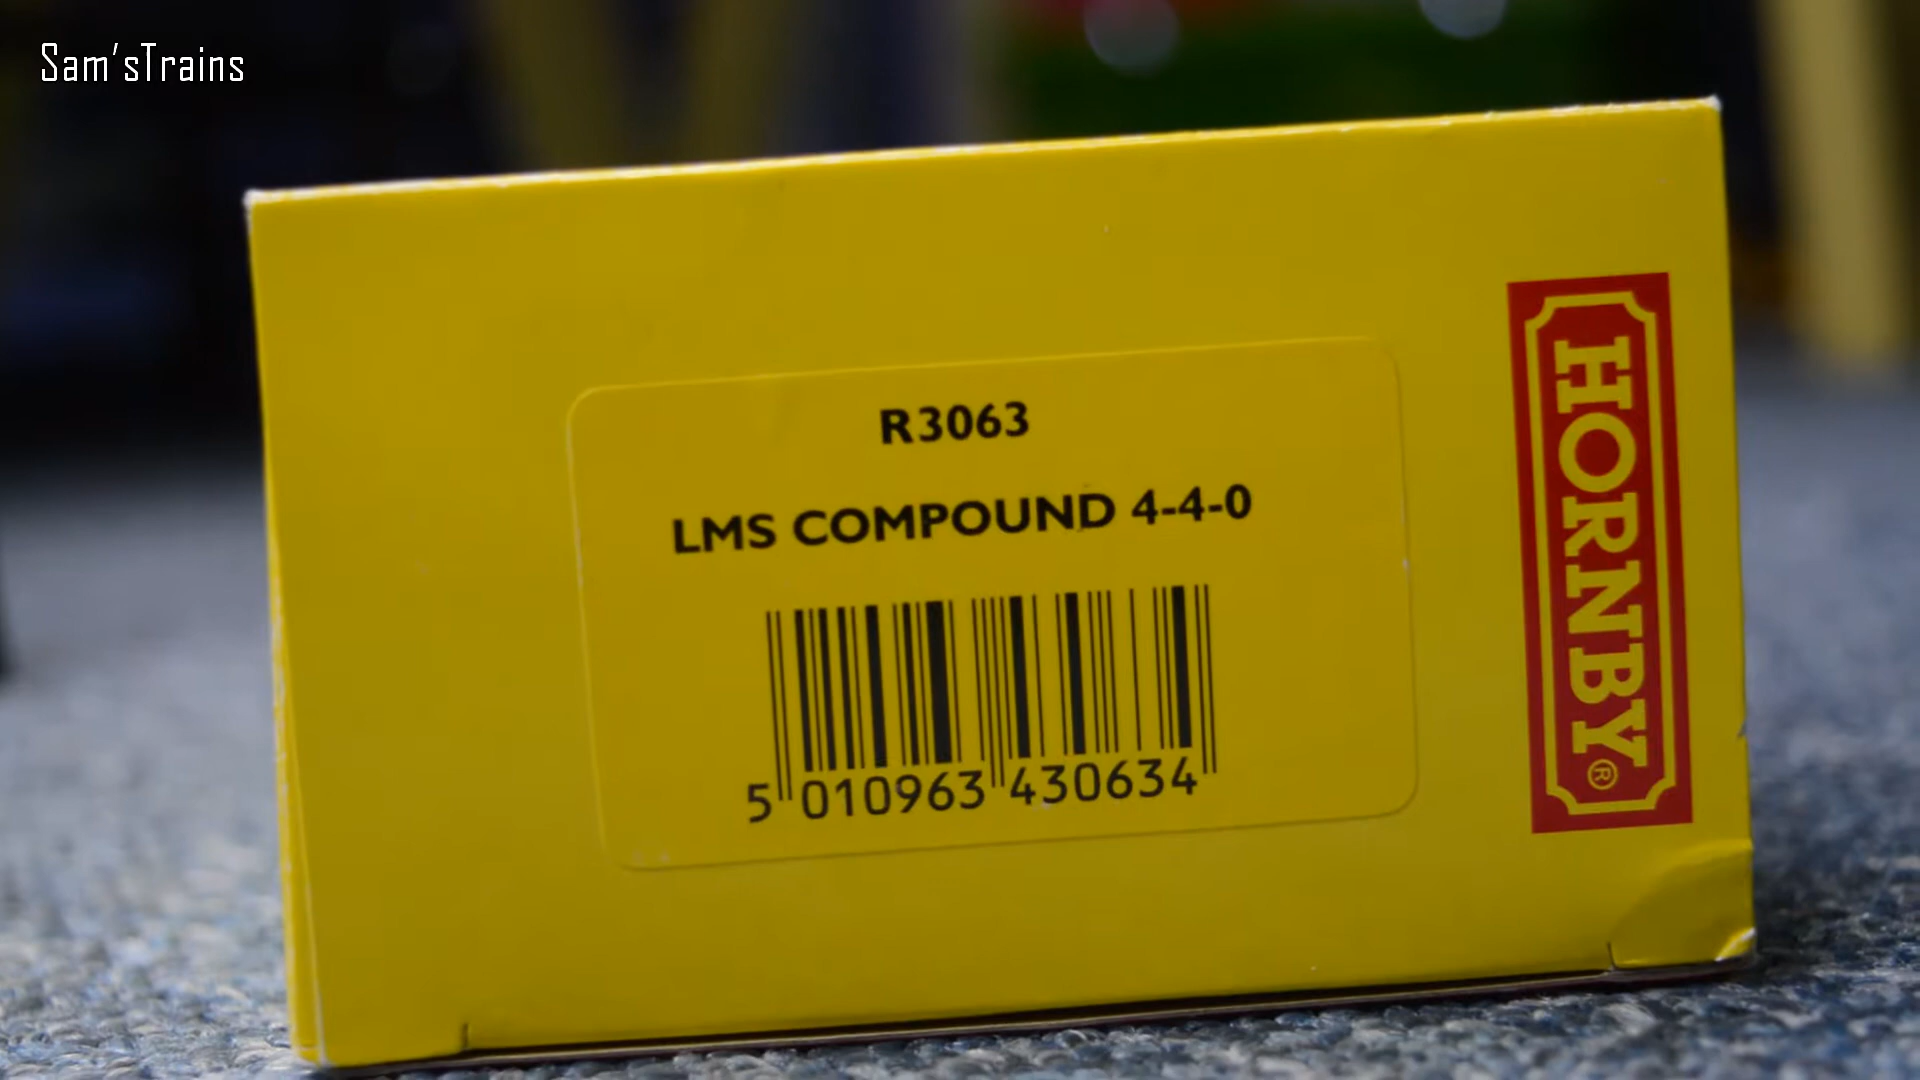 Sam'sTrains
R3063
LMS COMPOUND 4-4-0
5 010963 430634
HORNBY®